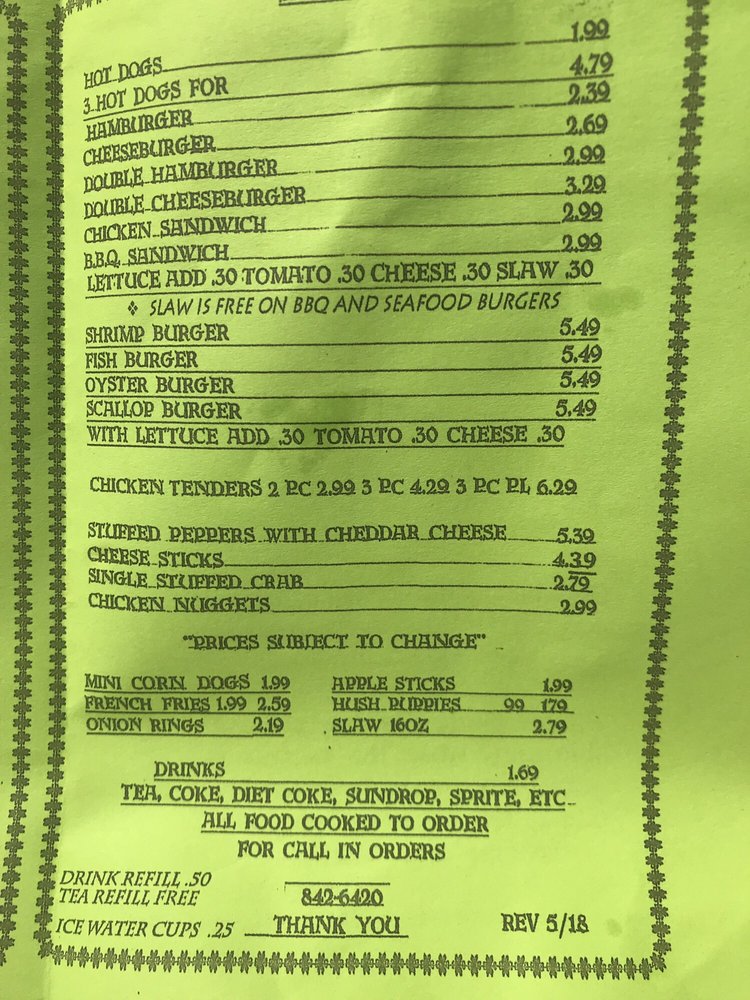 HOT DOGS 1.99
3 HOT DOGS FOR 4.79
HAMBURGER 2.39
CHEESEBURGER 2.69
DOUBLE HAMBURGER 2.99
DOUBLE CHEESEBURGER 3.29
CHICKEN SANDWICH 2.99
B.B.Q. SANDWICH 2.99
LETTUCE ADD .30 TOMATO .30 CHEESE .30 SLAW .30
❖ SLAW IS FREE ON BBQ AND SEAFOOD BURGERS
SHRIMP BURGER 5.49
FISH BURGER 5.49
OYSTER BURGER 5.49
SCALLOP BURGER 5.49
WITH LETTUCE ADD .30 TOMATO .30 CHEESE .30
CHICKEN TENDERS 2 PC 2.99 3 PC 4.29 3 PC PL 6.29
STUFFED PEPPERS WITH CHEDDAR CHEESE 5.39
CHEESE STICKS 4.39
SINGLE STUFFED CRAB 2.79
CHICKEN NUGGETS 2.99
"PRICES SUBJECT TO CHANGE"
MINI CORN DOGS 1.99 APPLE STICKS 1.99
FRENCH FRIES 1.99 2.59 HUSH PUPPIES 99 179
ONION RINGS 2.19 SLAW 16OZ 2.79
DRINKS 1.69
TEA, COKE, DIET COKE, SUNDROP, SPRITE, ETC
ALL FOOD COOKED TO ORDER
FOR CALL IN ORDERS
DRINK REFILL .50
TEA REFILL FREE 842-6420
ICE WATER CUPS .25 THANK YOU REV 5/18